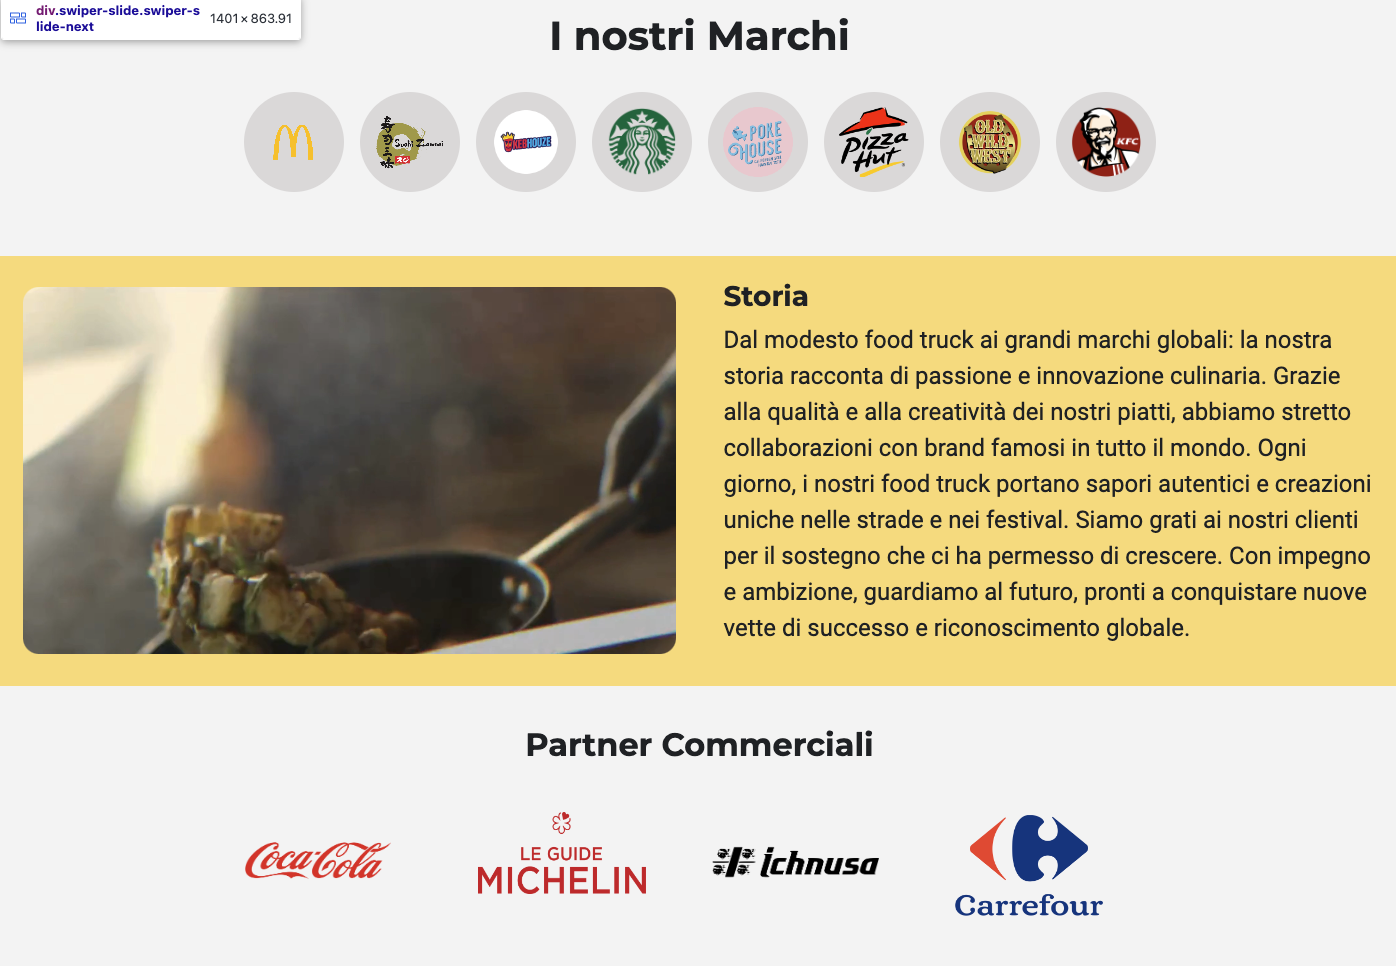 div.swiper-slide.swiper-s
lide-next
1401 × 863.91
I nostri Marchi
Sushi
KEBHOUZE
POKE
HOUSE
Pizza
Hut
OLD
WILD
WEST
KFC
Storia
Dal modesto food truck ai grandi marchi globali: la nostra
storia racconta di passione e innovazione culinaria. Grazie
alla qualità e alla creatività dei nostri piatti, abbiamo stretto
collaborazioni con brand famosi in tutto il mondo. Ogni
giorno, i nostri food truck portano sapori autentici e creazioni
uniche nelle strade e nei festival. Siamo grati ai nostri clienti
per il sostegno che ci ha permesso di crescere. Con impegno
e ambizione, guardiamo al futuro, pronti a conquistare nuove
vette di successo e riconoscimento globale.
Partner Commerciali
Coca-Cola
LE GUIDE
MICHELIN
ichnusa
Carrefour